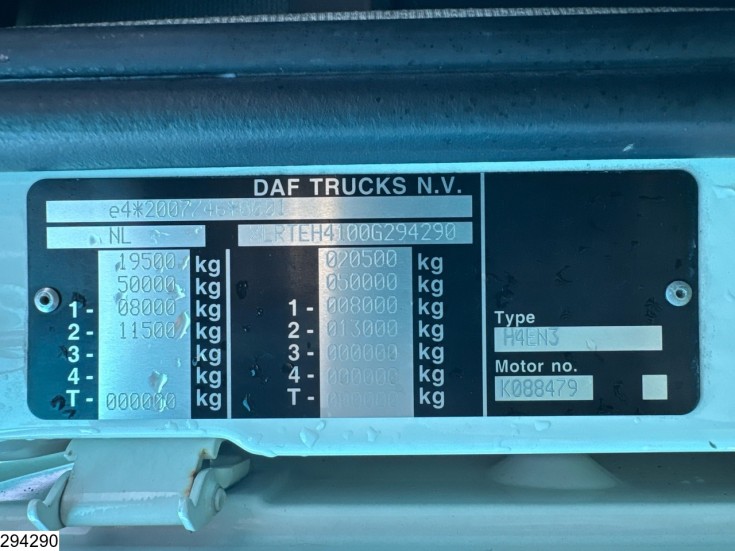 DAF TRUCKS N.V.
e4*2007/46*
NL LRTEH4100G294290
19500 kg 020500 kg
50000 kg 050000 kg
1- 08000 kg 1- 008000 kg
2- 11500 kg 2- 013000 kg
3- kg 3- 000000 kg
4- kg 4- 000000 kg
T- 000000 kg T- 000000 kg
Type
H4EN3
Motor no.
K088479
294290